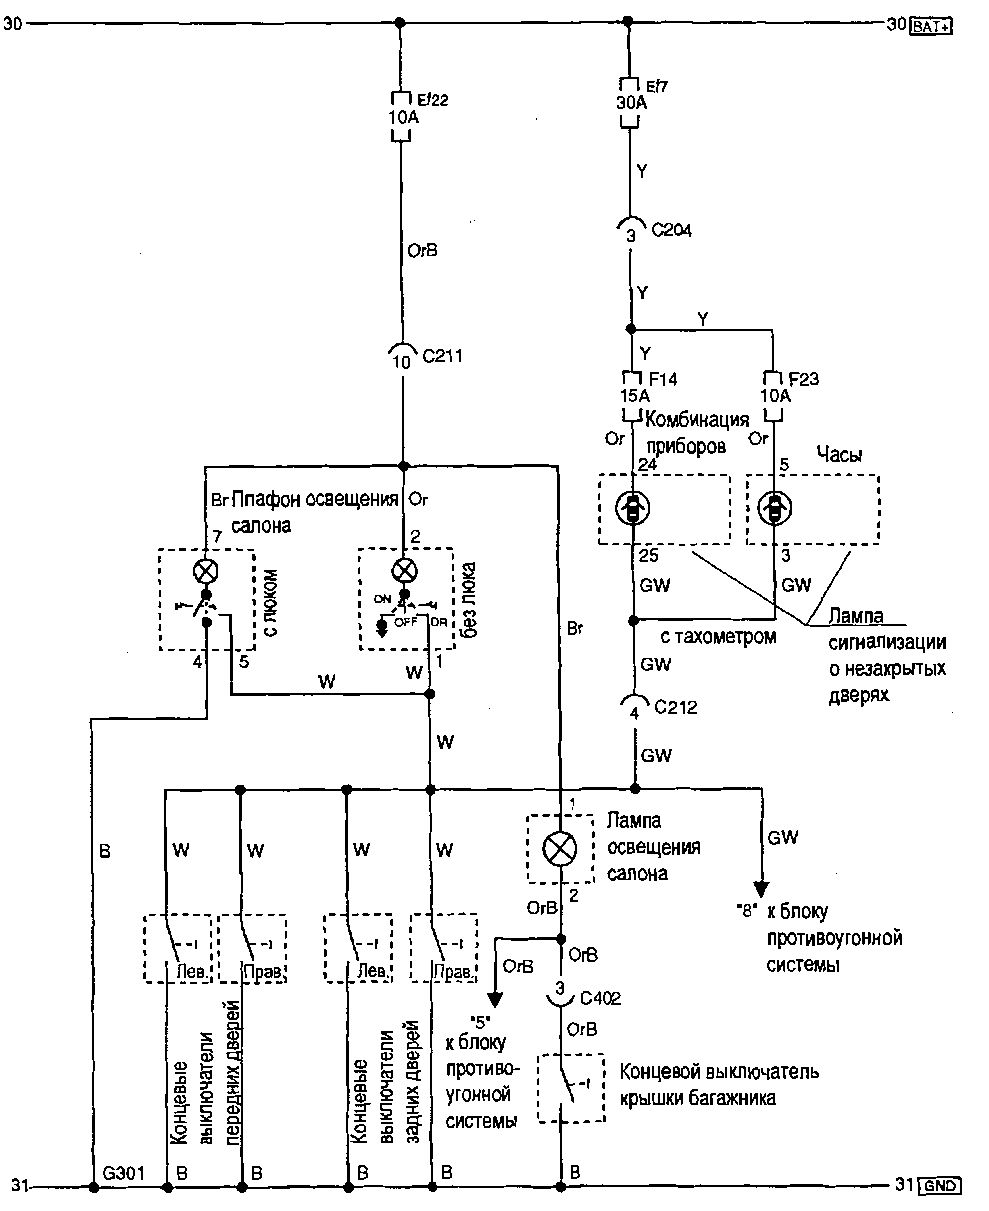 30
30 BAT+
Ef22
10A
Ef7
30A
Y
3 C204
OrB
Y
Y
10 C211
Y
F14
15A
F23
10A
Комбинация
приборов
Or
Or
Часы
24
5
Br
Плафон освещения
салона
Or
7
2
ON
OFF
DR
с люком
без люка
25
3
GW
GW
Br
с тахометром
Лампа
сигнализации
о незакрытых
дверях
4
5
1
W
W
GW
4 C212
W
GW
1
Лампа
освещения
салона
B
W
W
W
W
GW
2
OrB
"8" к блоку
противоугонной
системы
OrB
OrB
Лев.
Прав.
Лев.
Прав.
3
C402
"5"
к блоку
противо-
угонной
системы
OrB
Концевые
выключатели
передних дверей
Концевые
выключатели
задних дверей
Концевой выключатель
крышки багажника
G301
B
B
B
B
B
31
31 GND